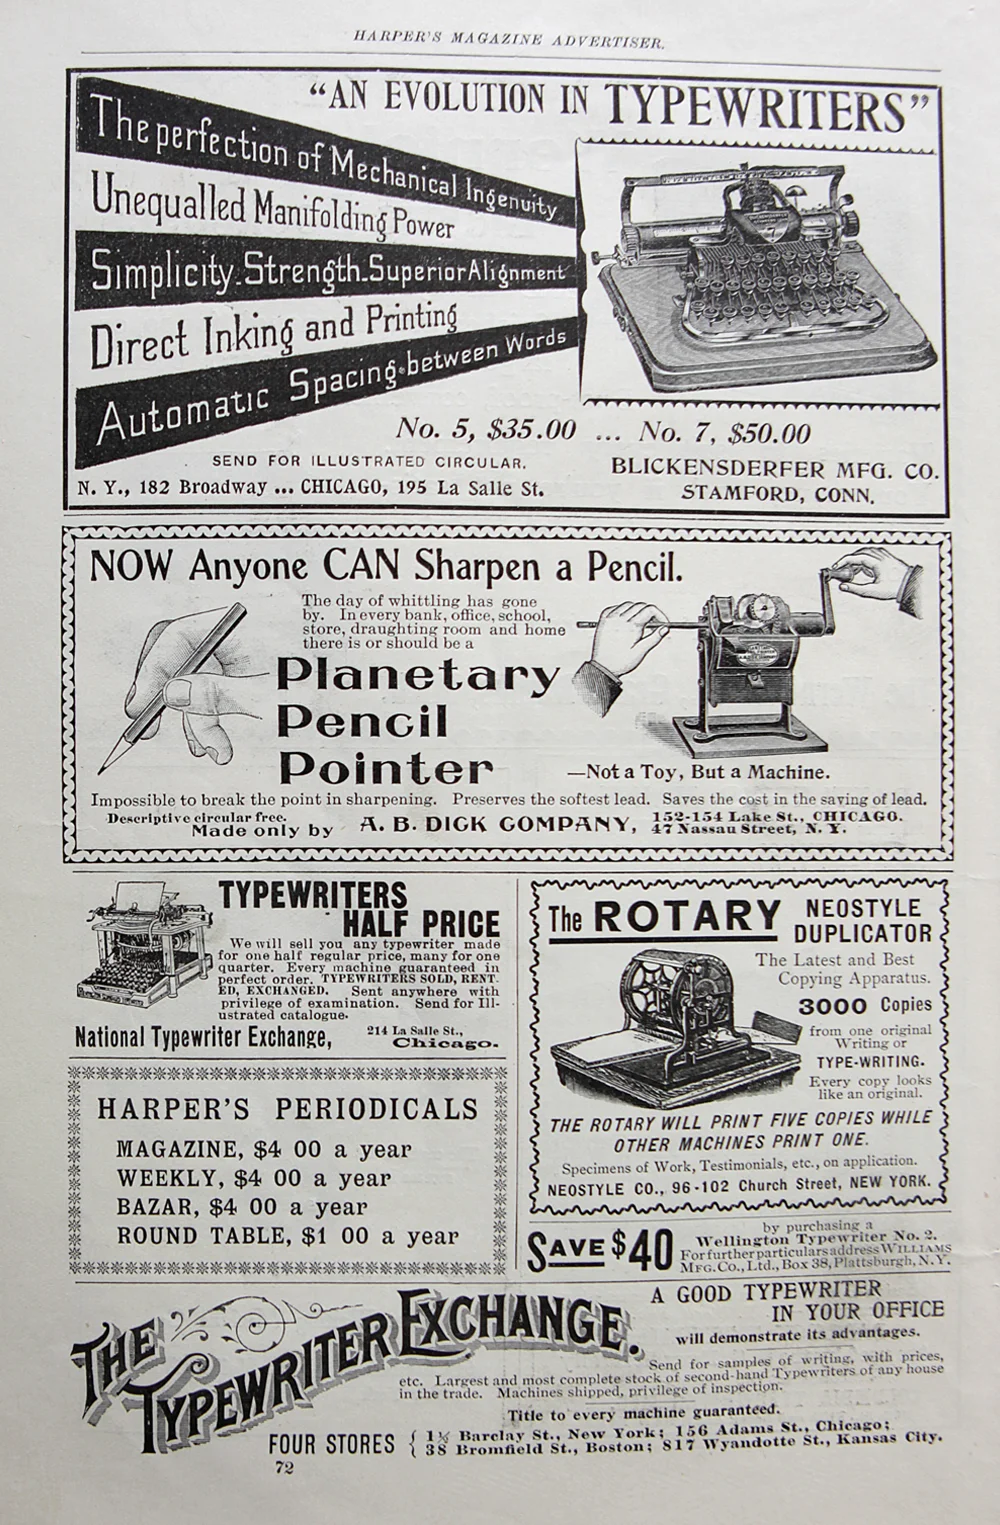 HARPER'S MAGAZINE ADVERTISER.
"AN EVOLUTION IN TYPEWRITERS"
The perfection of Mechanical Ingenuity
Unequalled Manifolding Power
Simplicity-Strength-Superior Alignment
Direct Inking and Printing
Automatic Spacing-between Words
7
No. 5, $35.00 ... No. 7, $50.00
SEND FOR ILLUSTRATED CIRCULAR.
N. Y., 182 Broadway ... CHICAGO, 195 La Salle St.
BLICKENSDERFER MFG. CO.
STAMFORD, CONN.
NOW Anyone CAN Sharpen a Pencil.
The day of whittling has gone
by. In every bank, office, school,
store, draughting room and home
there is or should be a
Planetary
Pencil
Pointer
—Not a Toy, But a Machine.
Impossible to break the point in sharpening. Preserves the softest lead. Saves the cost in the saving of lead.
Descriptive circular free.
Made only by A. B. DICK COMPANY,
152-154 Lake St., CHICAGO.
47 Nassau Street, N. Y.
TYPEWRITERS
HALF PRICE
We will sell you any typewriter made
for one half regular price, many for one
quarter. Every machine guaranteed in
perfect order. TYPEWRITERS SOLD, RENT-
ED, EXCHANGED. Sent anywhere with
privilege of examination. Send for Ill-
ustrated catalogue.
National Typewriter Exchange,
214 La Salle St.,
Chicago.
HARPER'S PERIODICALS
MAGAZINE, $4 00 a year
WEEKLY, $4 00 a year
BAZAR, $4 00 a year
ROUND TABLE, $1 00 a year
The ROTARY NEOSTYLE
DUPLICATOR
The Latest and Best
Copying Apparatus.
3000 Copies
from one original
Writing or
TYPE-WRITING.
Every copy looks
like an original.
THE ROTARY WILL PRINT FIVE COPIES WHILE
OTHER MACHINES PRINT ONE.
Specimens of Work, Testimonials, etc., on application.
NEOSTYLE CO., 96-102 Church Street, NEW YORK.
SAVE $40
by purchasing a
Wellington Typewriter No. 2.
For further particulars address WILLIAMS
MFG. Co., Ltd., Box 38, Plattsburgh, N. Y.
THE
TYPEWRITER EXCHANGE.
A GOOD TYPEWRITER
IN YOUR OFFICE
will demonstrate its advantages.
Send for samples of writing, with prices,
etc. Largest and most complete stock of second-hand Typewriters of any house
in the trade. Machines shipped, privilege of inspection.
Title to every machine guaranteed.
FOUR STORES { 1½ Barclay St., New York; 156 Adams St., Chicago;
38 Bromfield St., Boston; 817 Wyandotte St., Kansas City.
72